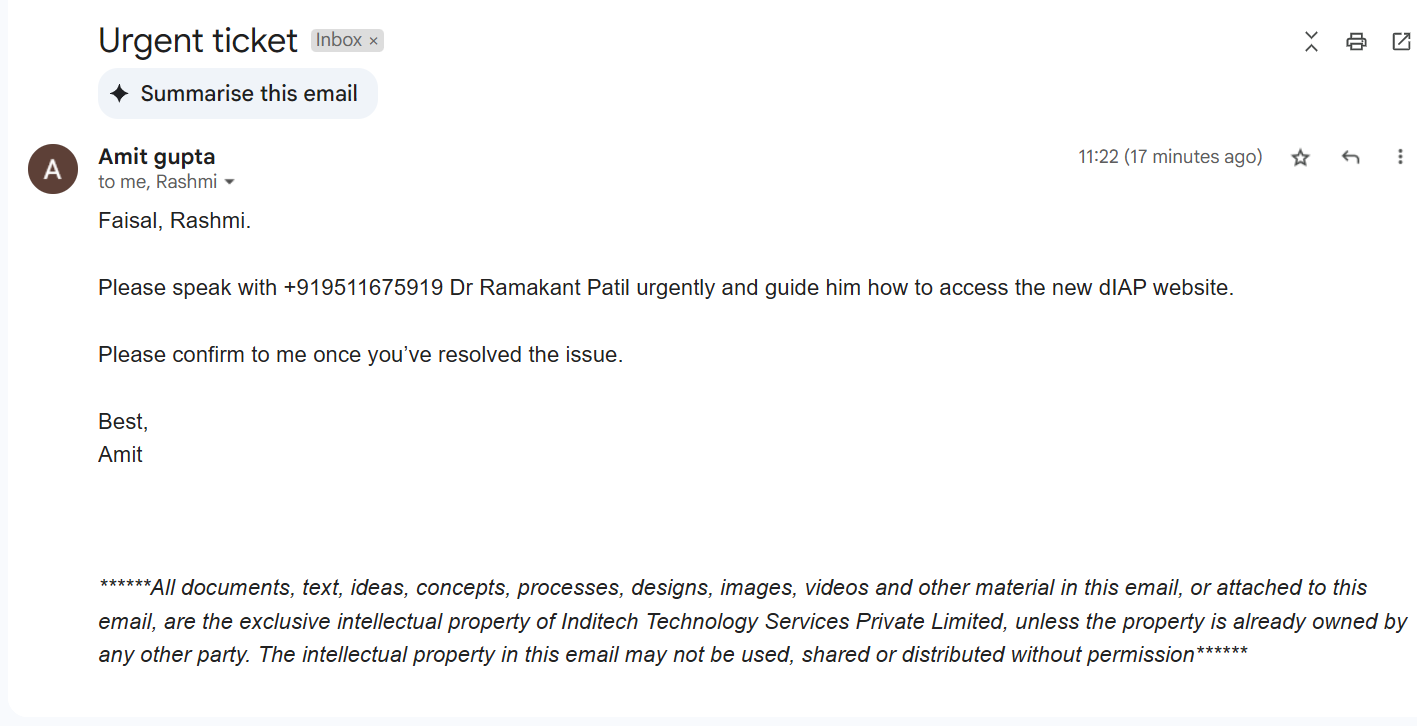 Urgent ticket Inbox ×
Summarise this email
A
Amit gupta 11:22 (17 minutes ago)
to me, Rashmi
Faisal, Rashmi.
Please speak with +919511675919 Dr Ramakant Patil urgently and guide him how to access the new dIAP website.
Please confirm to me once you’ve resolved the issue.
Best,
Amit
******All documents, text, ideas, concepts, processes, designs, images, videos and other material in this email, or attached to this
email, are the exclusive intellectual property of Inditech Technology Services Private Limited, unless the property is already owned by
any other party. The intellectual property in this email may not be used, shared or distributed without permission******